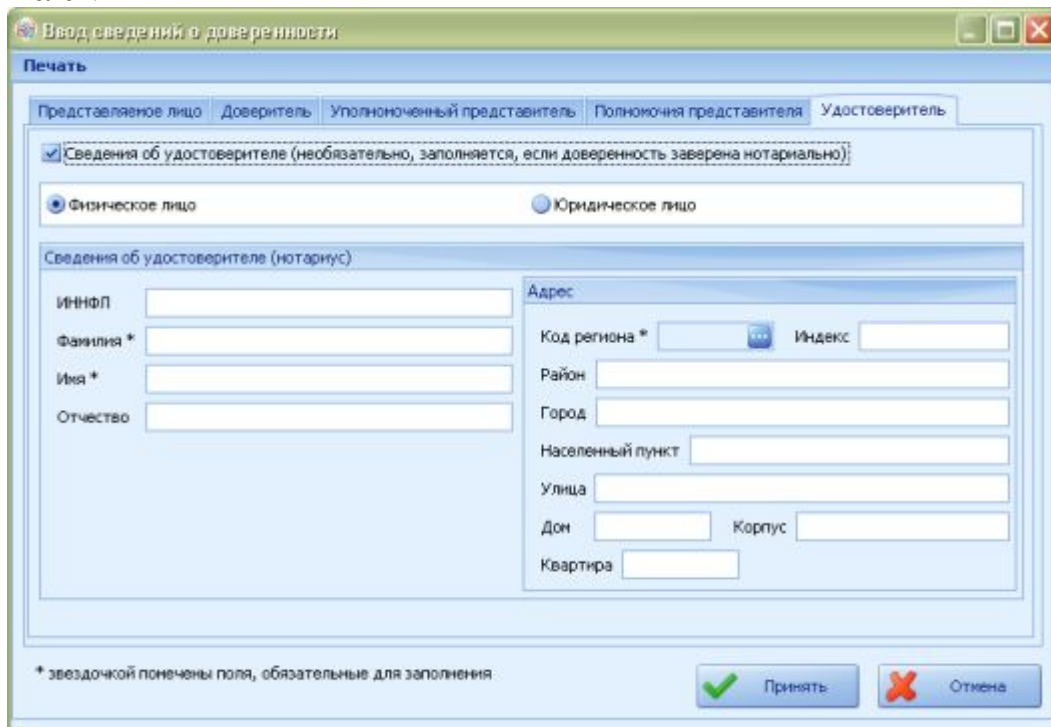 Ввод сведений о доверенности
Печать
Представляемое лицо Доверитель Уполномоченный представитель Полномочия представителя Удостоверитель
Сведения об удостоверителе (необязательно, заполняется, если доверенность заверена нотариально)
Физическое лицо Юридическое лицо
Сведения об удостоверителе (нотариус)
ИННФЛ
Фамилия *
Имя *
Отчество
Адрес
Код региона * ... Индекс
Район
Город
Населенный пункт
Улица
Дом Корпус
Квартира
* звездочкой помечены поля, обязательные для заполнения
Принять Отмена